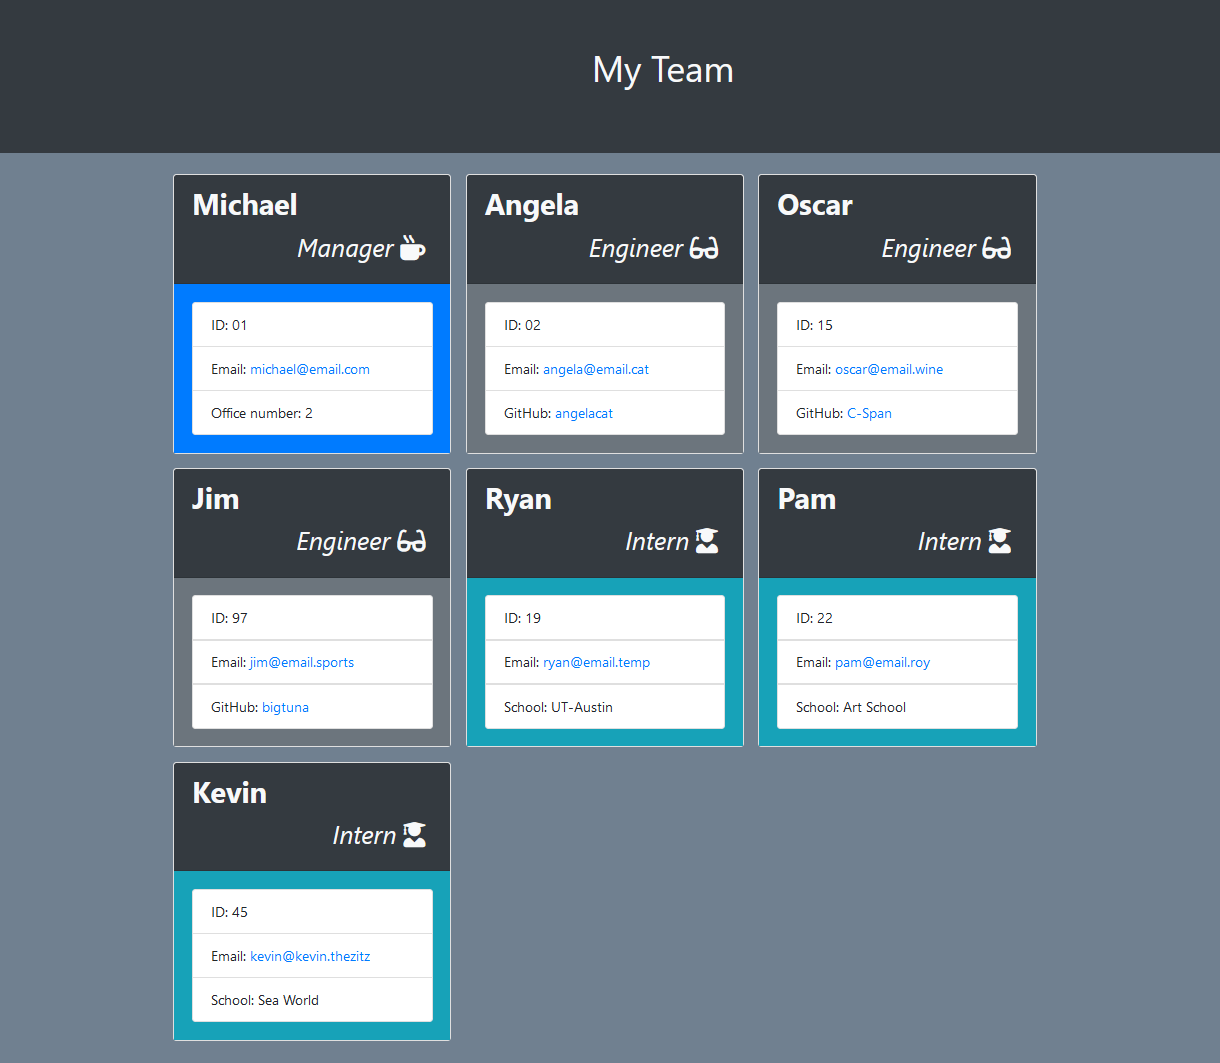 My Team
Michael
Manager
ID: 01
Email: michael@email.com
Office number: 2
Angela
Engineer
ID: 02
Email: angela@email.cat
GitHub: angelacat
Oscar
Engineer
ID: 15
Email: oscar@email.wine
GitHub: C-Span
Jim
Engineer
ID: 97
Email: jim@email.sports
GitHub: bigtuna
Ryan
Intern
ID: 19
Email: ryan@email.temp
School: UT-Austin
Pam
Intern
ID: 22
Email: pam@email.roy
School: Art School
Kevin
Intern
ID: 45
Email: kevin@kevin.thezitz
School: Sea World